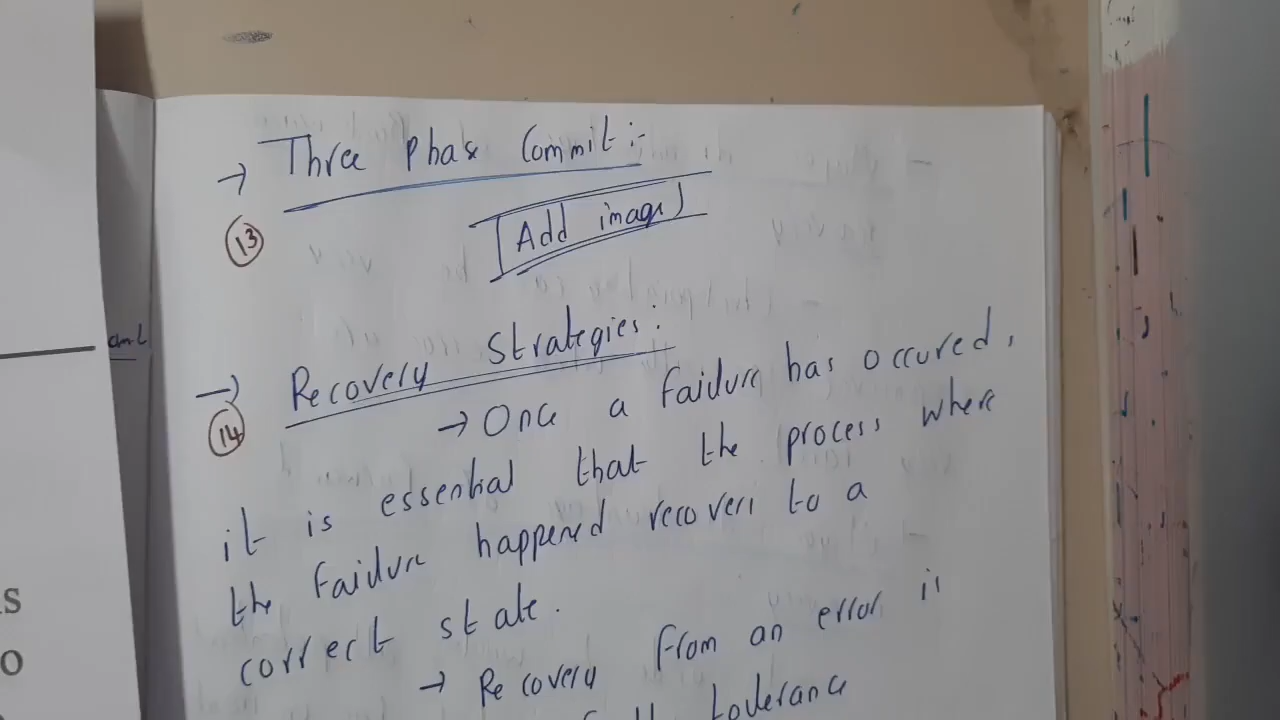 → Three Phase Commit :-
13
[Add image]
→ Recovery Strategies :
14
→ Once a failure has occured,
it is essential that the process where
the failure happened recovers to a
correct state.
→ Recovery from an error is
tolerance
is
o